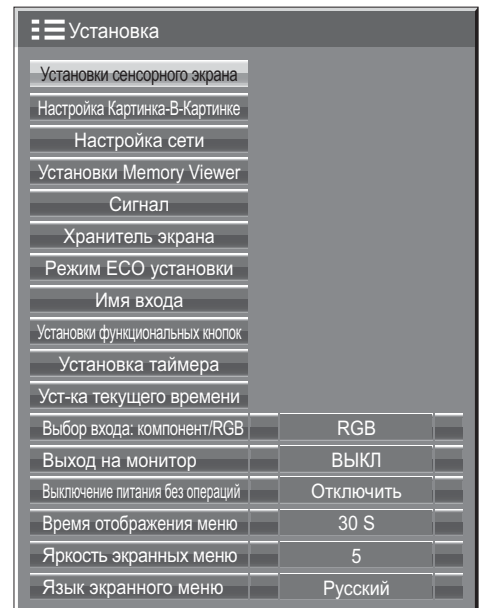 Установка
Установки сенсорного экрана
Настройка Картинка-В-Картинке
Настройка сети
Установки Memory Viewer
Сигнал
Хранитель экрана
Режим ECO установки
Имя входа
Установки функциональных кнопок
Установка таймера
Уст-ка текущего времени
Выбор входа: компонент/RGB RGB
Выход на монитор ВЫКЛ
Выключение питания без операций Отключить
Время отображения меню 30 S
Яркость экранных меню 5
Язык экранного меню Русский